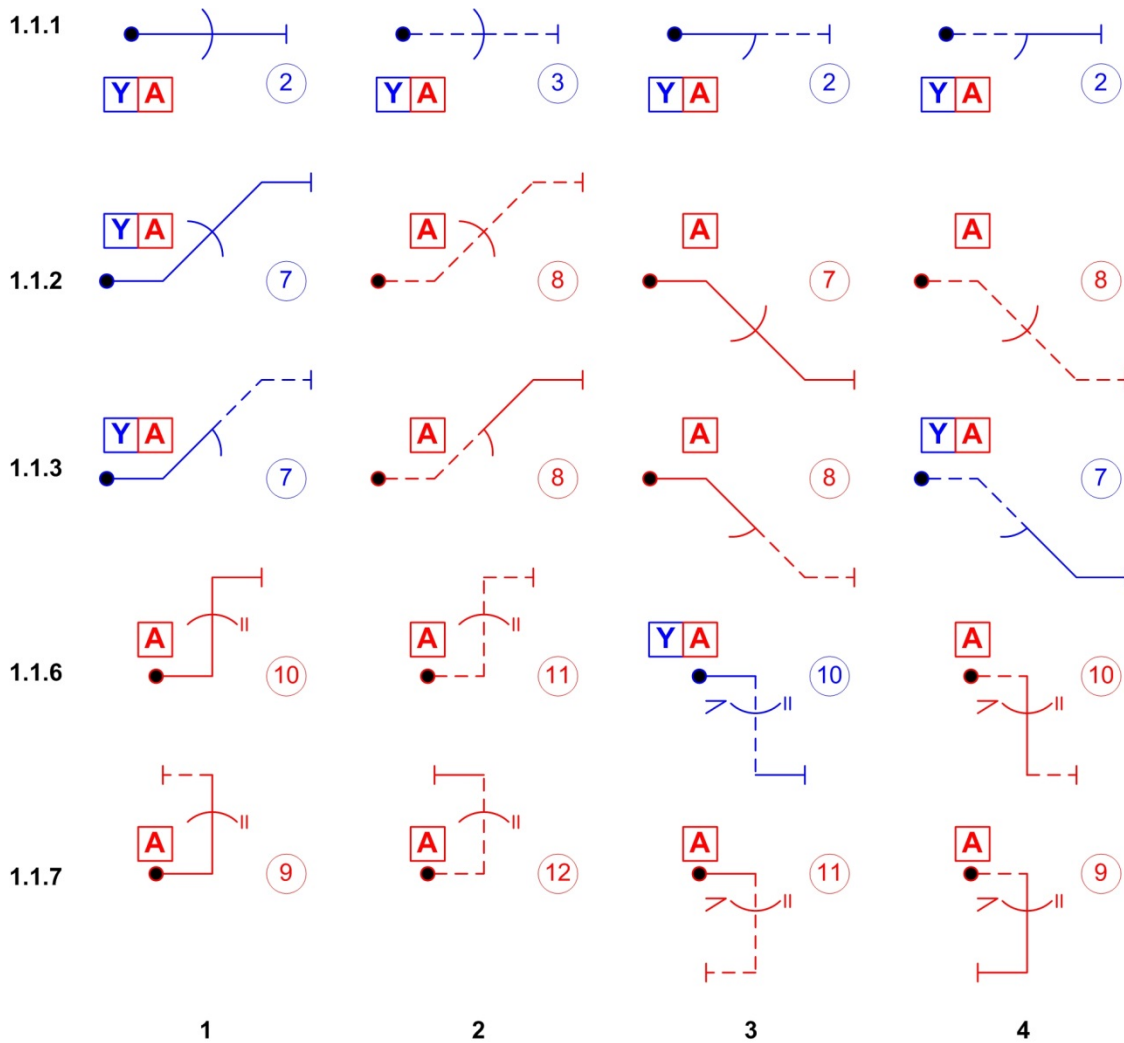 1.1.1
2 3 2 2
Y A Y A Y A Y A
Y A A A A
1.1.2 7 8 7 8
Y A A A Y A
1.1.3 7 8 8 7
A A Y A A
1.1.6 10 11 10 10
A A A A
1.1.7 9 12 11 9
1 2 3 4